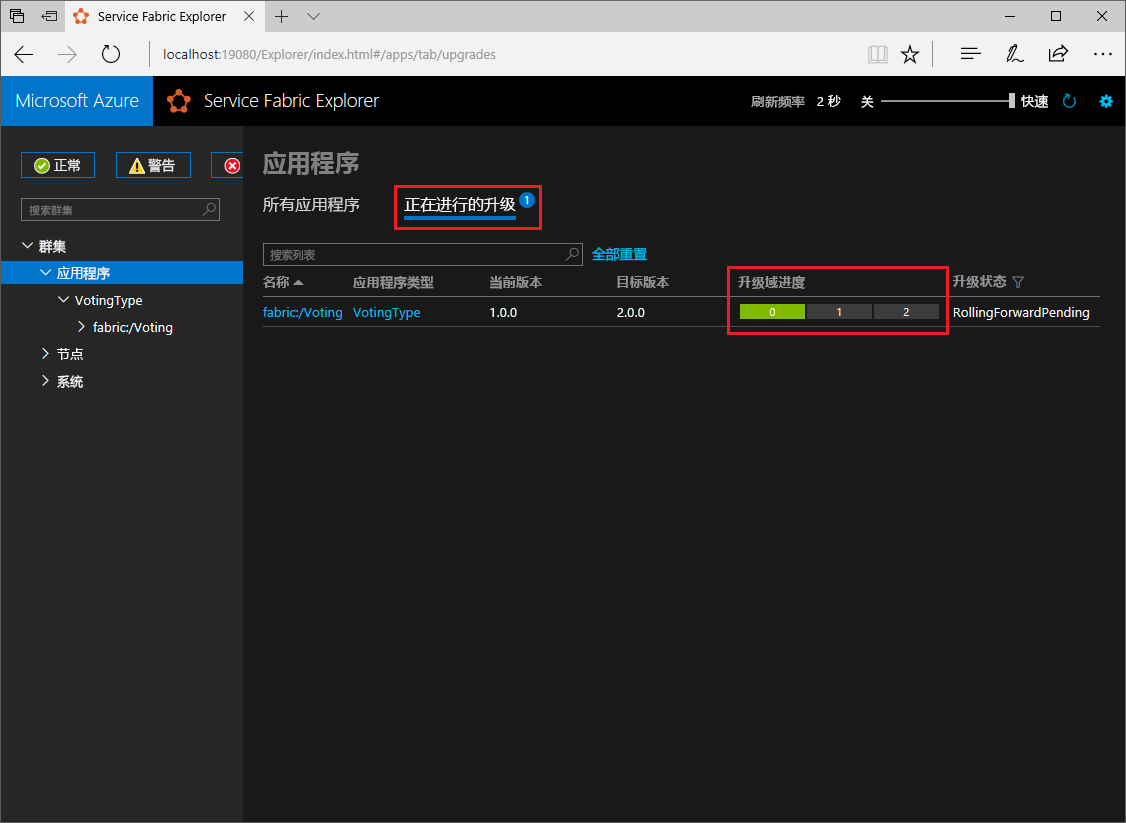 Service Fabric Explorer
localhost:19080/Explorer/index.html#/apps/tab/upgrades
Microsoft Azure
Service Fabric Explorer
刷新频率 2 秒 关 快速
正常
警告
搜索群集
群集
应用程序
VotingType
fabric:/Voting
节点
系统
应用程序
所有应用程序
正在进行的升级 1
搜索列表
全部重置
名称 应用程序类型 当前版本 目标版本 升级域进度 升级状态
fabric:/Voting VotingType 1.0.0 2.0.0 0 1 2 RollingForwardPending